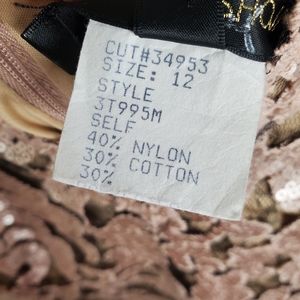 CUT#34953
SIZE: 12
STYLE
3T995M
SELF
40% NYLON
30% COTTON
30%